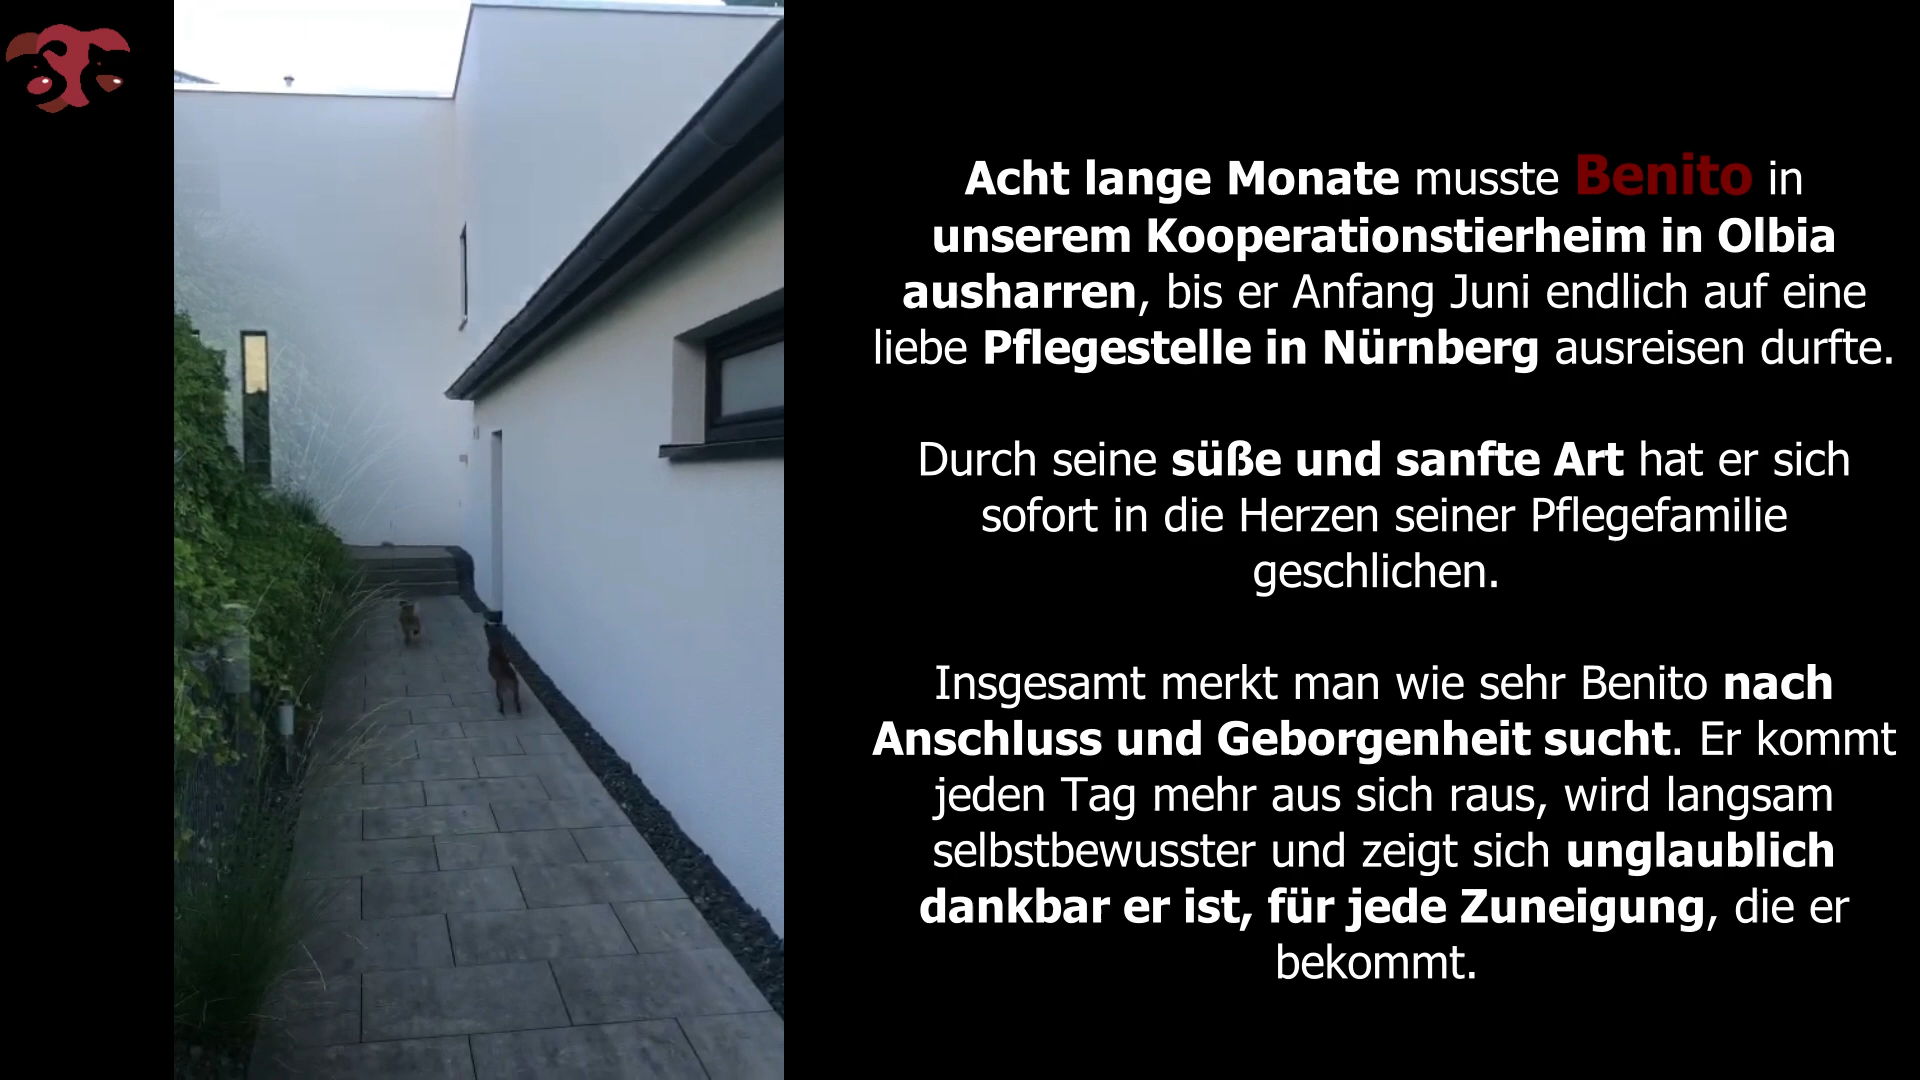 Acht lange Monate musste Benito in
unserem Kooperationstierheim in Olbia
ausharren, bis er Anfang Juni endlich auf eine
liebe Pflegestelle in Nürnberg ausreisen durfte.
Durch seine süße und sanfte Art hat er sich
sofort in die Herzen seiner Pflegefamilie
geschlichen.
Insgesamt merkt man wie sehr Benito nach
Anschluss und Geborgenheit sucht. Er kommt
jeden Tag mehr aus sich raus, wird langsam
selbstbewusster und zeigt sich unglaublich
dankbar er ist, für jede Zuneigung, die er
bekommt.